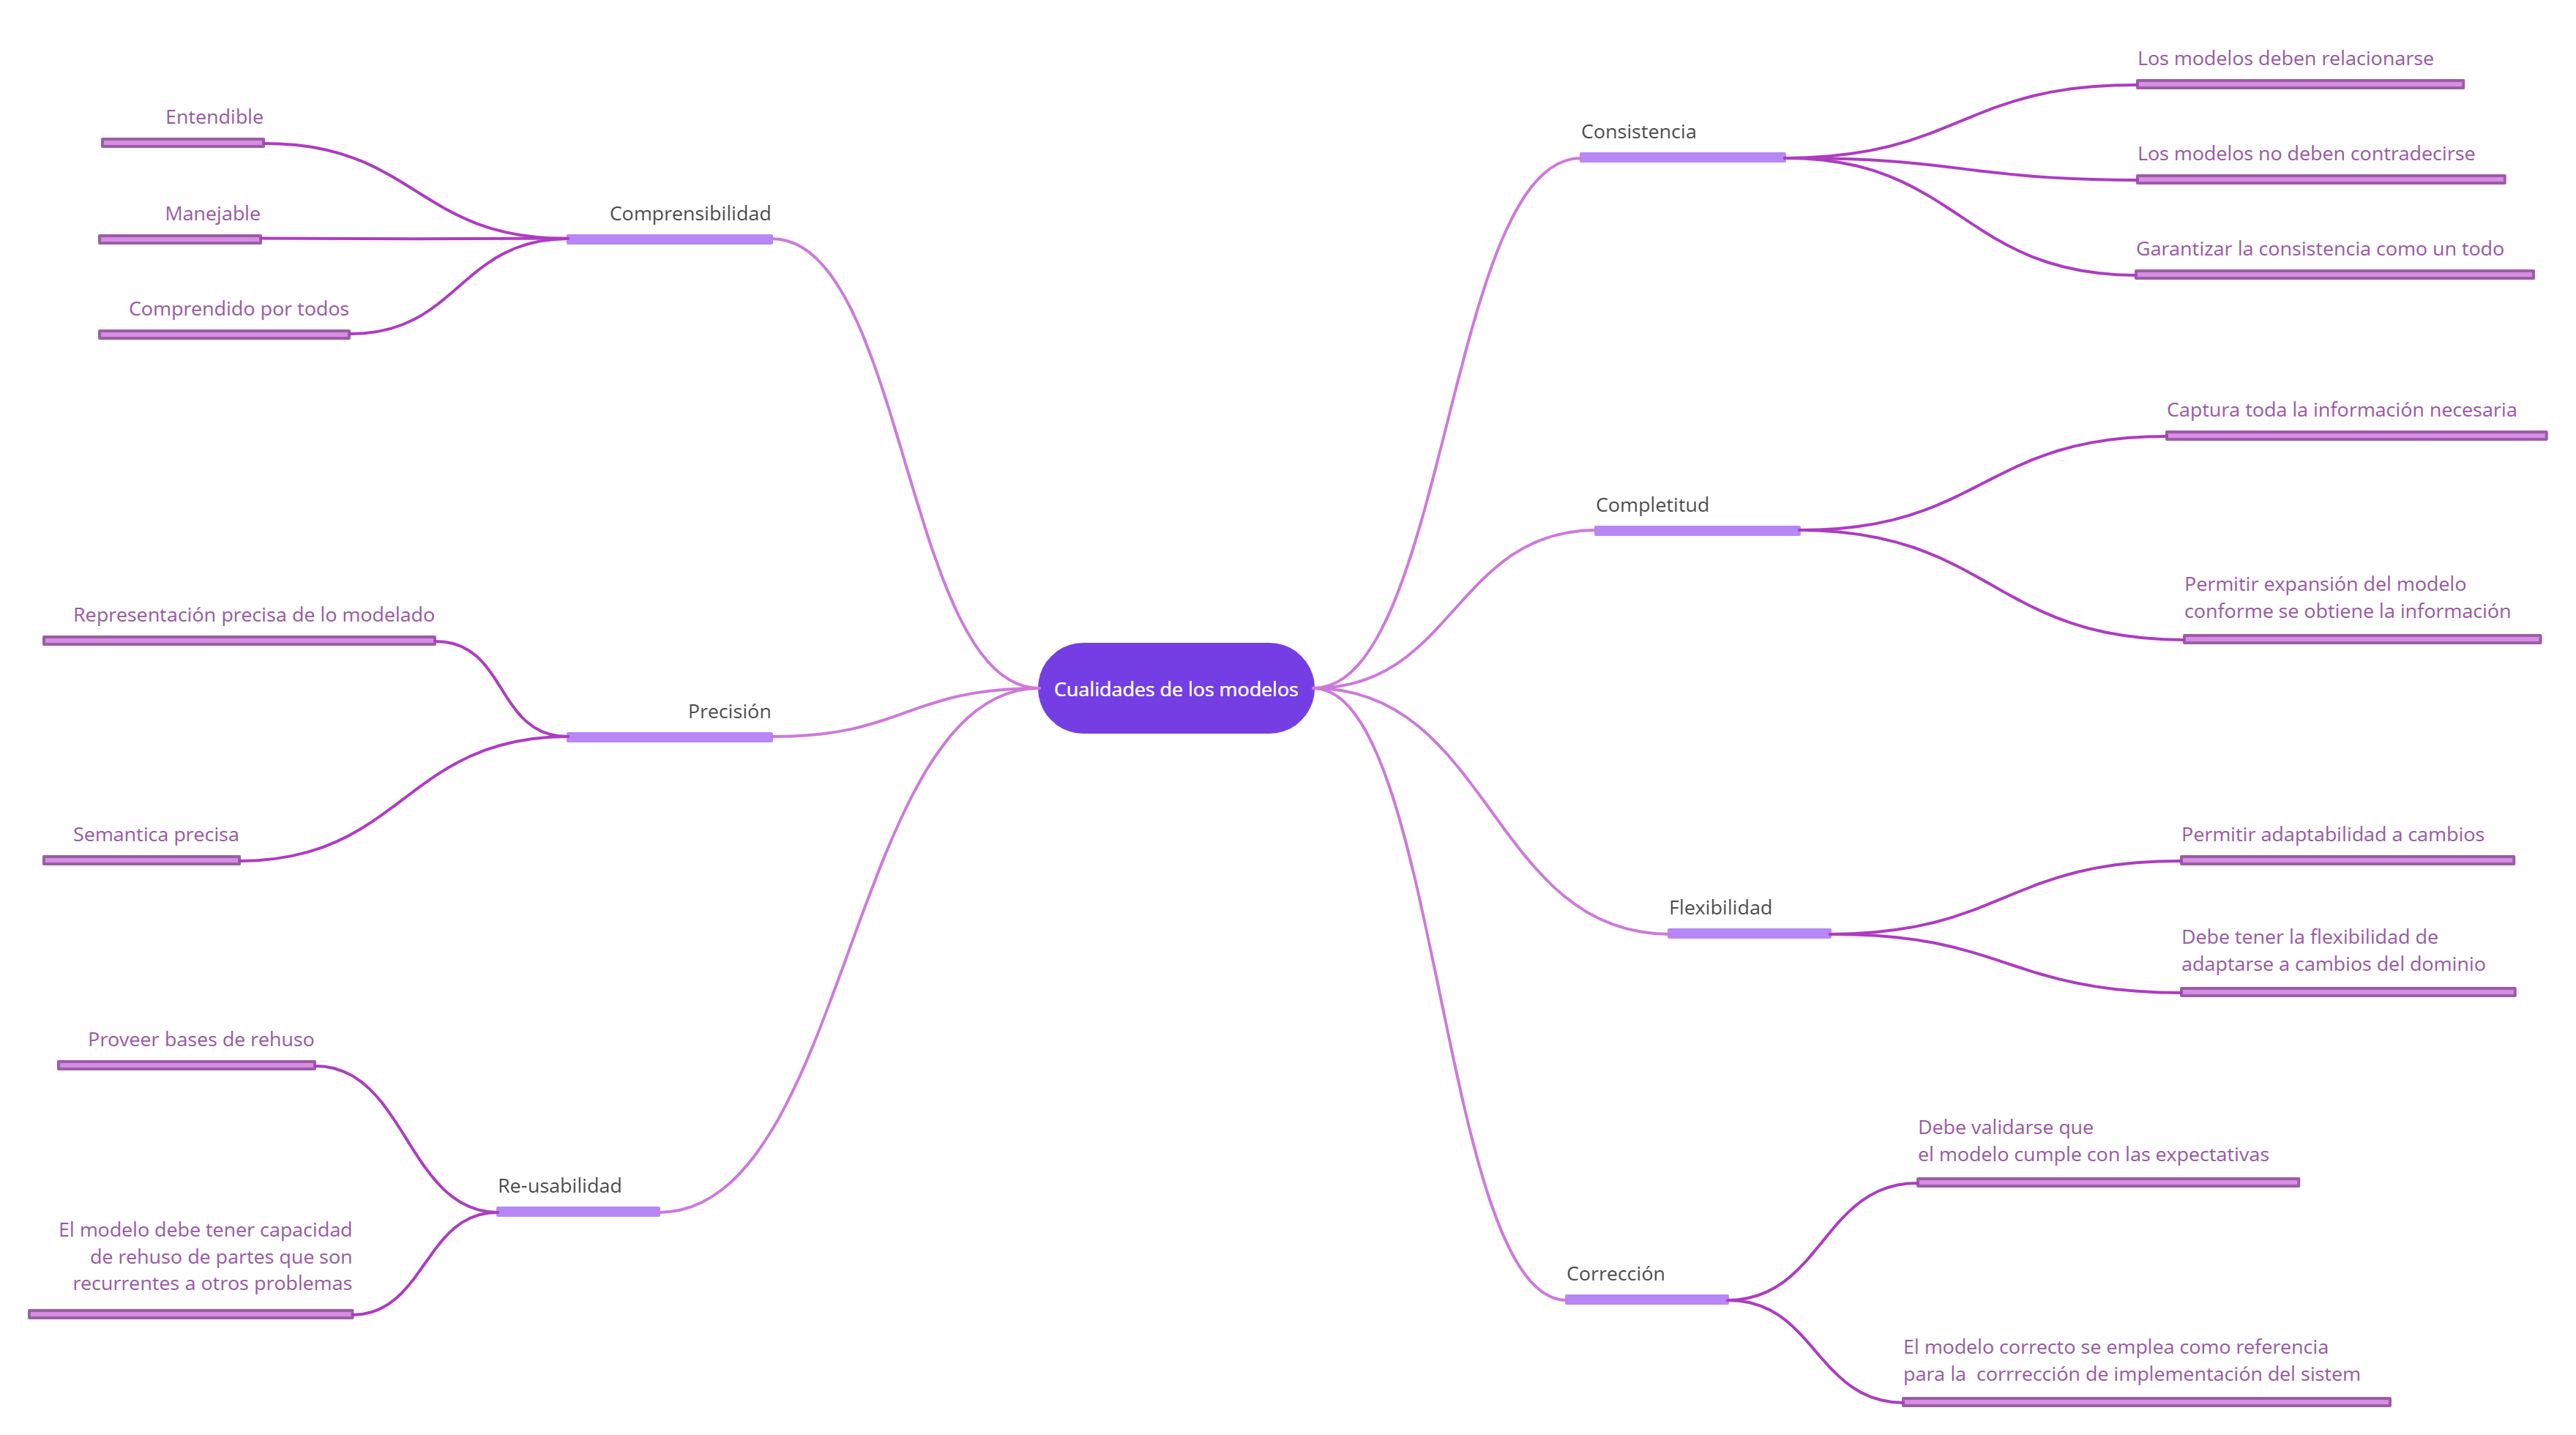 Cualidades de los modelos
Comprensibilidad
Entendible
Manejable
Comprendido por todos
Precisión
Representación precisa de lo modelado
Semantica precisa
Re-usabilidad
Proveer bases de rehuso
El modelo debe tener capacidad
de rehuso de partes que son
recurrentes a otros problemas
Consistencia
Los modelos deben relacionarse
Los modelos no deben contradecirse
Garantizar la consistencia como un todo
Completitud
Captura toda la información necesaria
Permitir expansión del modelo
conforme se obtiene la información
Flexibilidad
Permitir adaptabilidad a cambios
Debe tener la flexibilidad de
adaptarse a cambios del dominio
Corrección
Debe validarse que
el modelo cumple con las expectativas
El modelo correcto se emplea como referencia
para la  corrrección de implementación del sistem